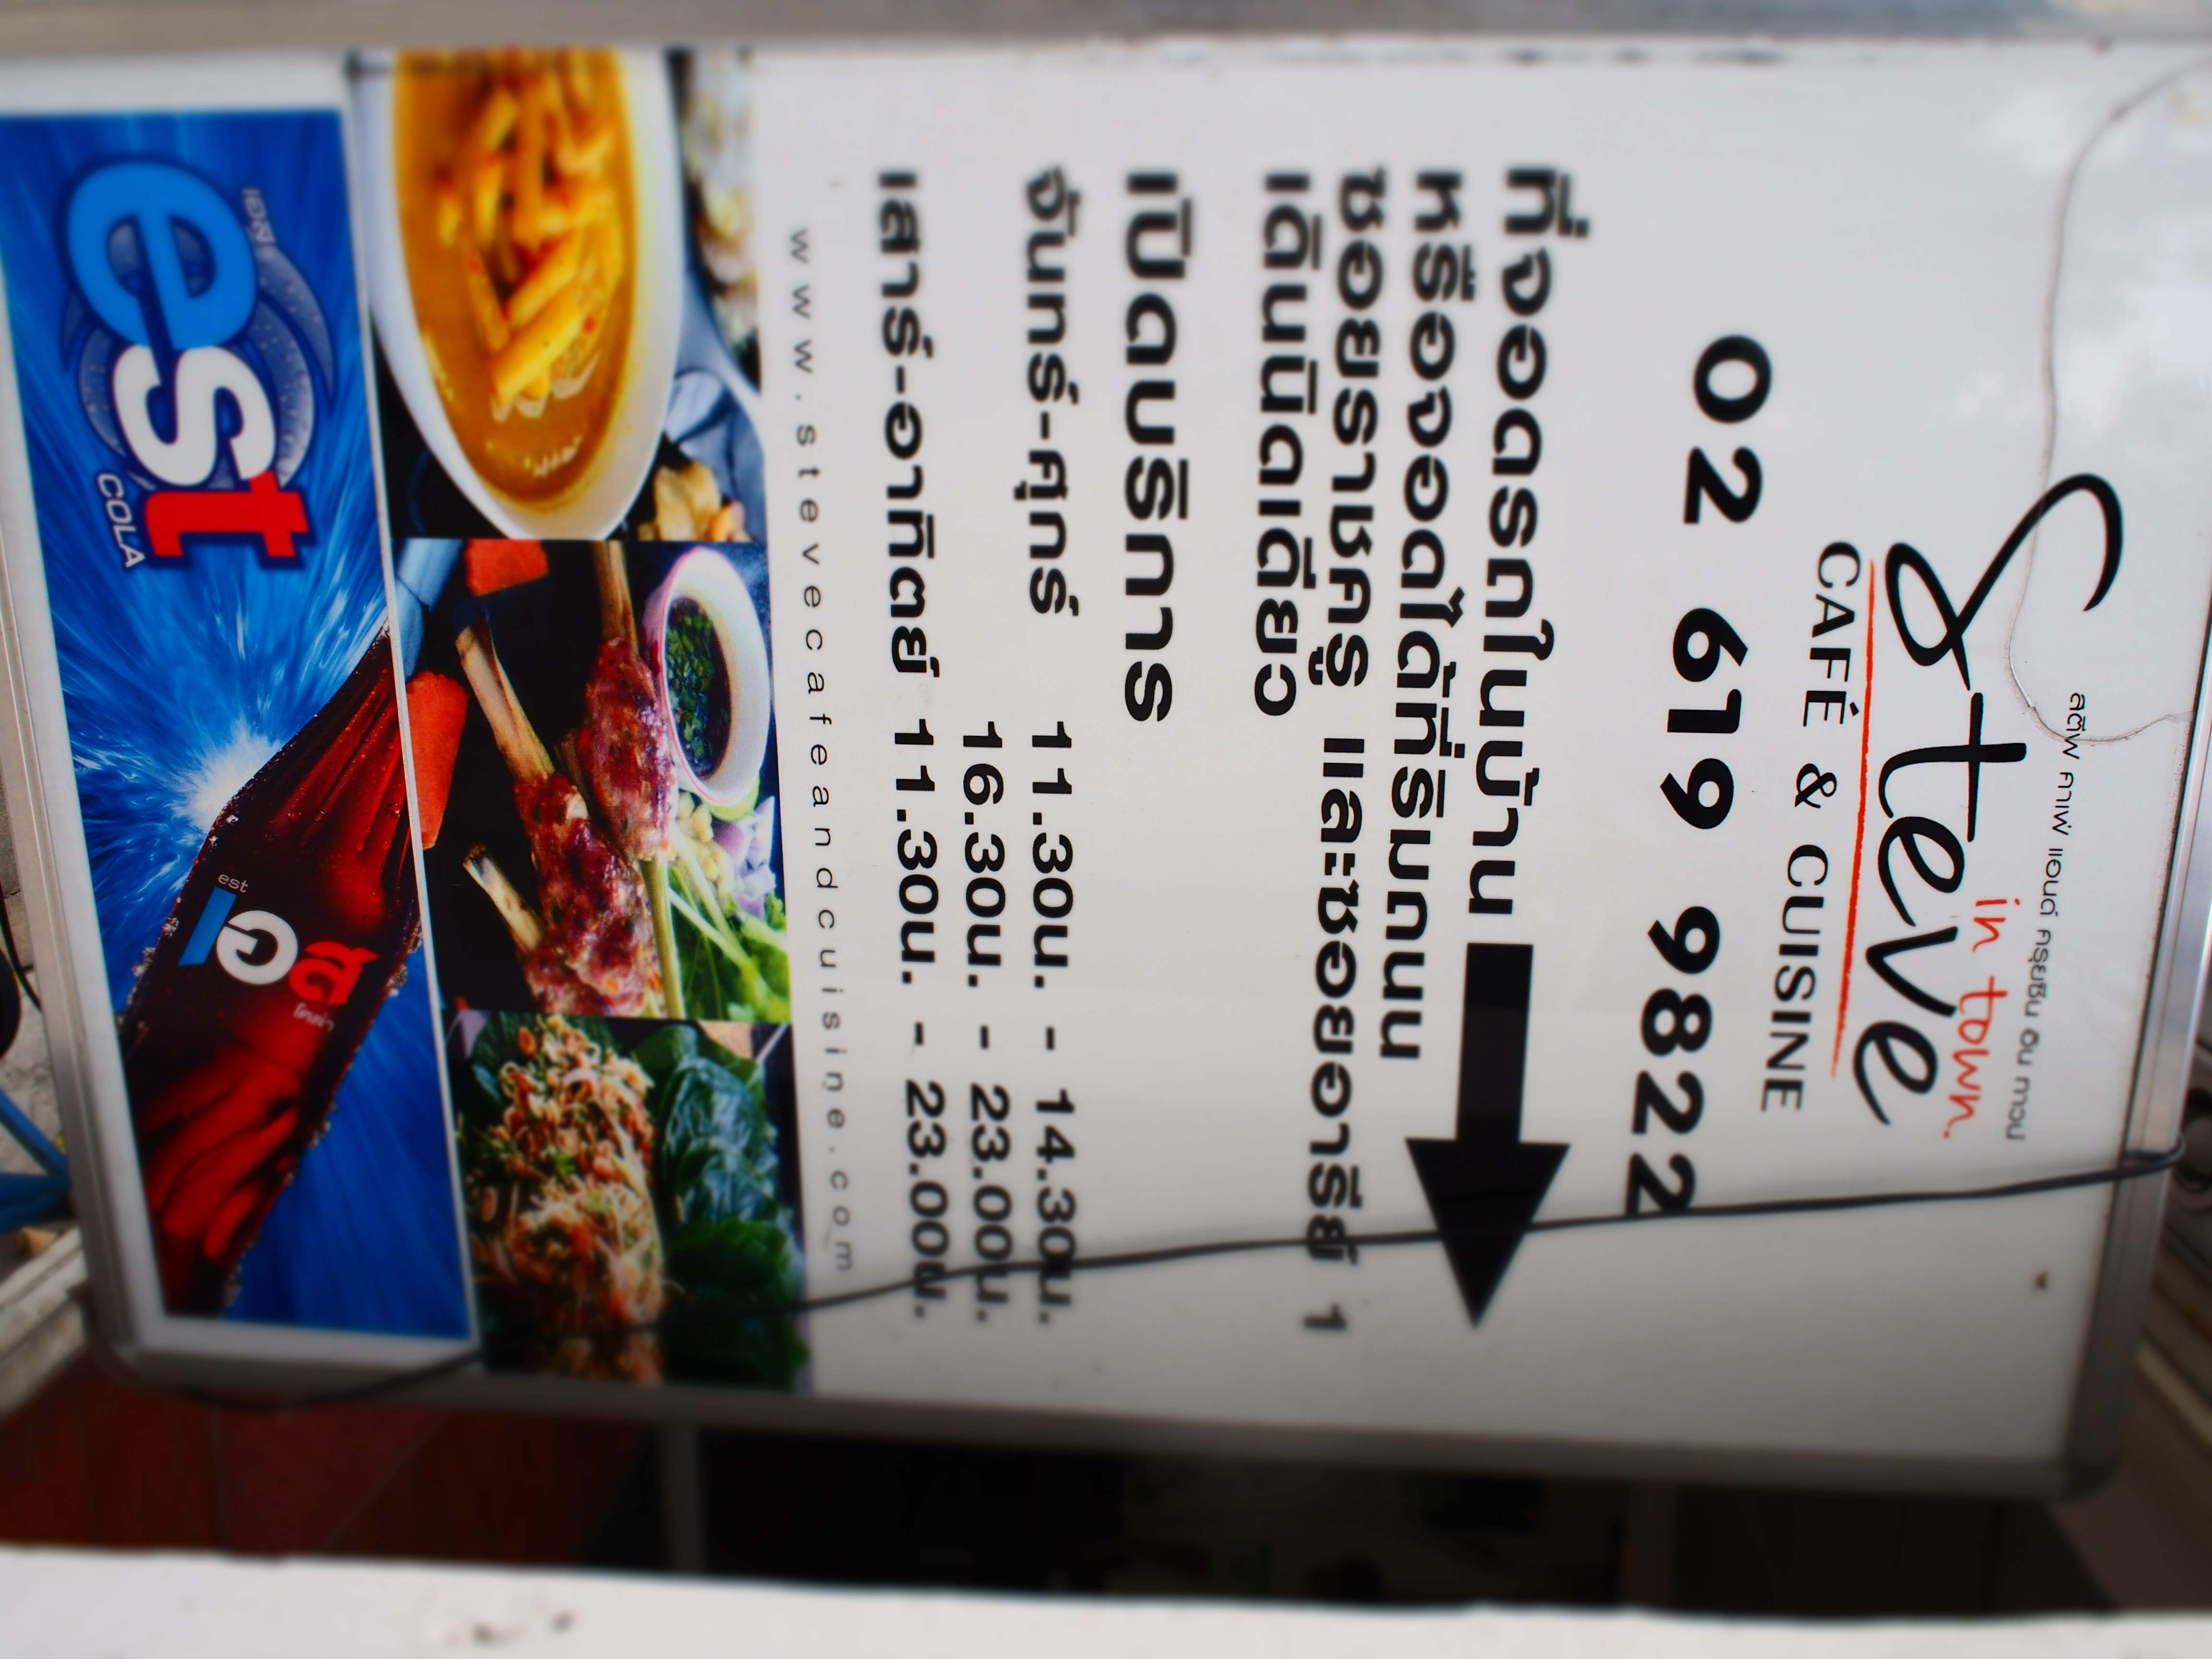 สตีฟ คาเฟ่ แอนด์ ครุยซีน อิน ทาวน์
Steve
in town.
CAFÉ & CUISINE
02 619 9822
ที่จอดรถในบ้าน
หรือจอดได้ที่ริมถนน
ซอยราชครู และซอยอารีย์ 1
เดินนิดเดียว
เปิดบริการ
จันทร์-ศุกร์ 11.30น. - 14.30น.
16.30น. - 23.00น.
เสาร์-อาทิตย์ 11.30น. - 23.00น.
www.stevecafeandcuisine.com
เอส
est
COLA
est
เอส
โคล่า